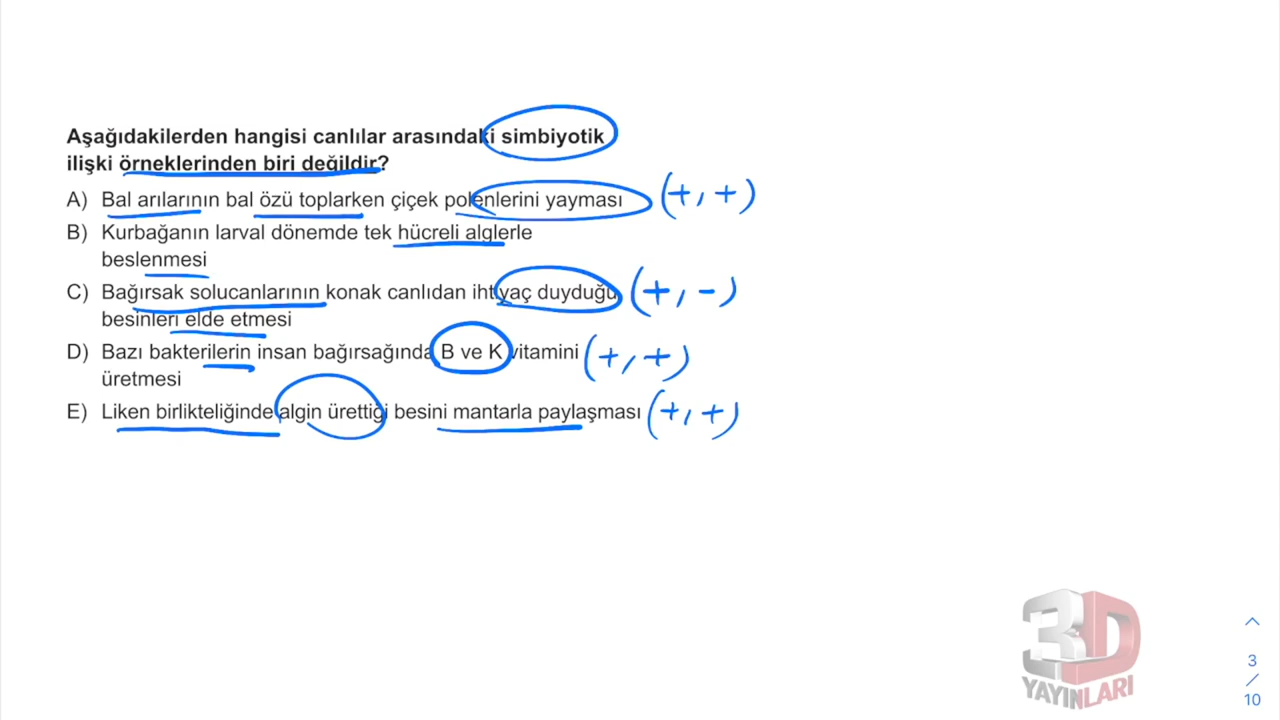 Aşağıdakilerden hangisi canlılar arasındaki simbiyotik
ilişki örneklerinden biri değildir?
A) Bal arılarının bal özü toplarken çiçek polenlerini yayması (+, +)
B) Kurbağanın larval dönemde tek hücreli alglerle
beslenmesi
C) Bağırsak solucanlarının konak canlıdan ihtiyaç duyduğu (+, -)
besinleri elde etmesi
D) Bazı bakterilerin insan bağırsağında B ve K vitamini (+, +)
üretmesi
E) Liken birlikteliğinde algin ürettiği besini mantarla paylaşması (+, +)
3D
YAYINLARI
3
/
10